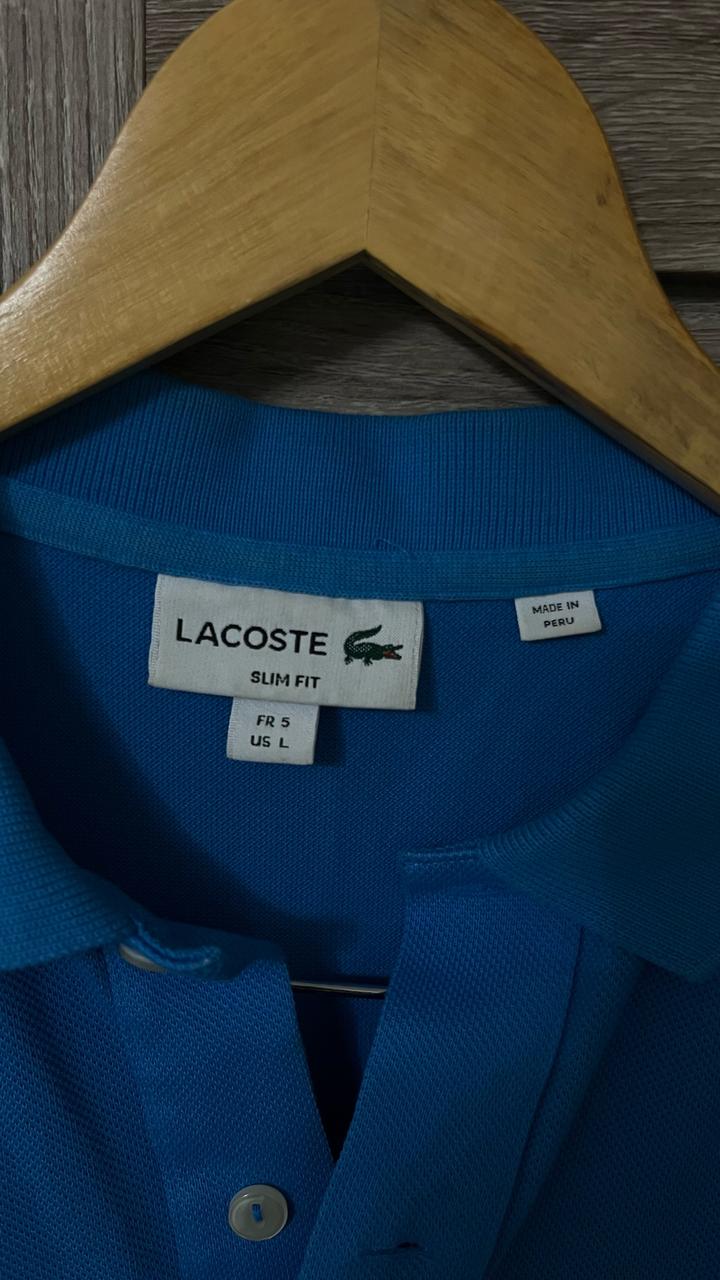 LACOSTE
SLIM FIT
FR 5
US L
MADE IN
PERU